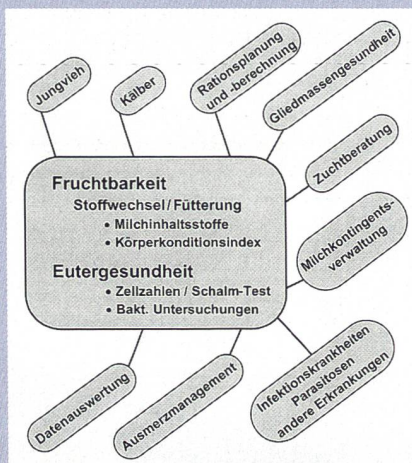 Jungvieh
Kälber
Rationsplanung
und -berechnung
Gliedmassengesundheit
Zuchtberatung
Milchkontingents-
verwaltung
Fruchtbarkeit
Stoffwechsel / Fütterung
• Milchinhaltsstoffe
• Körperkonditionsindex
Eutergesundheit
• Zellzahlen / Schalm-Test
• Bakt. Untersuchungen
Datenauswertung
Ausmerzmanagement
Infektionskrankheiten
Parasitosen
andere Erkrankungen